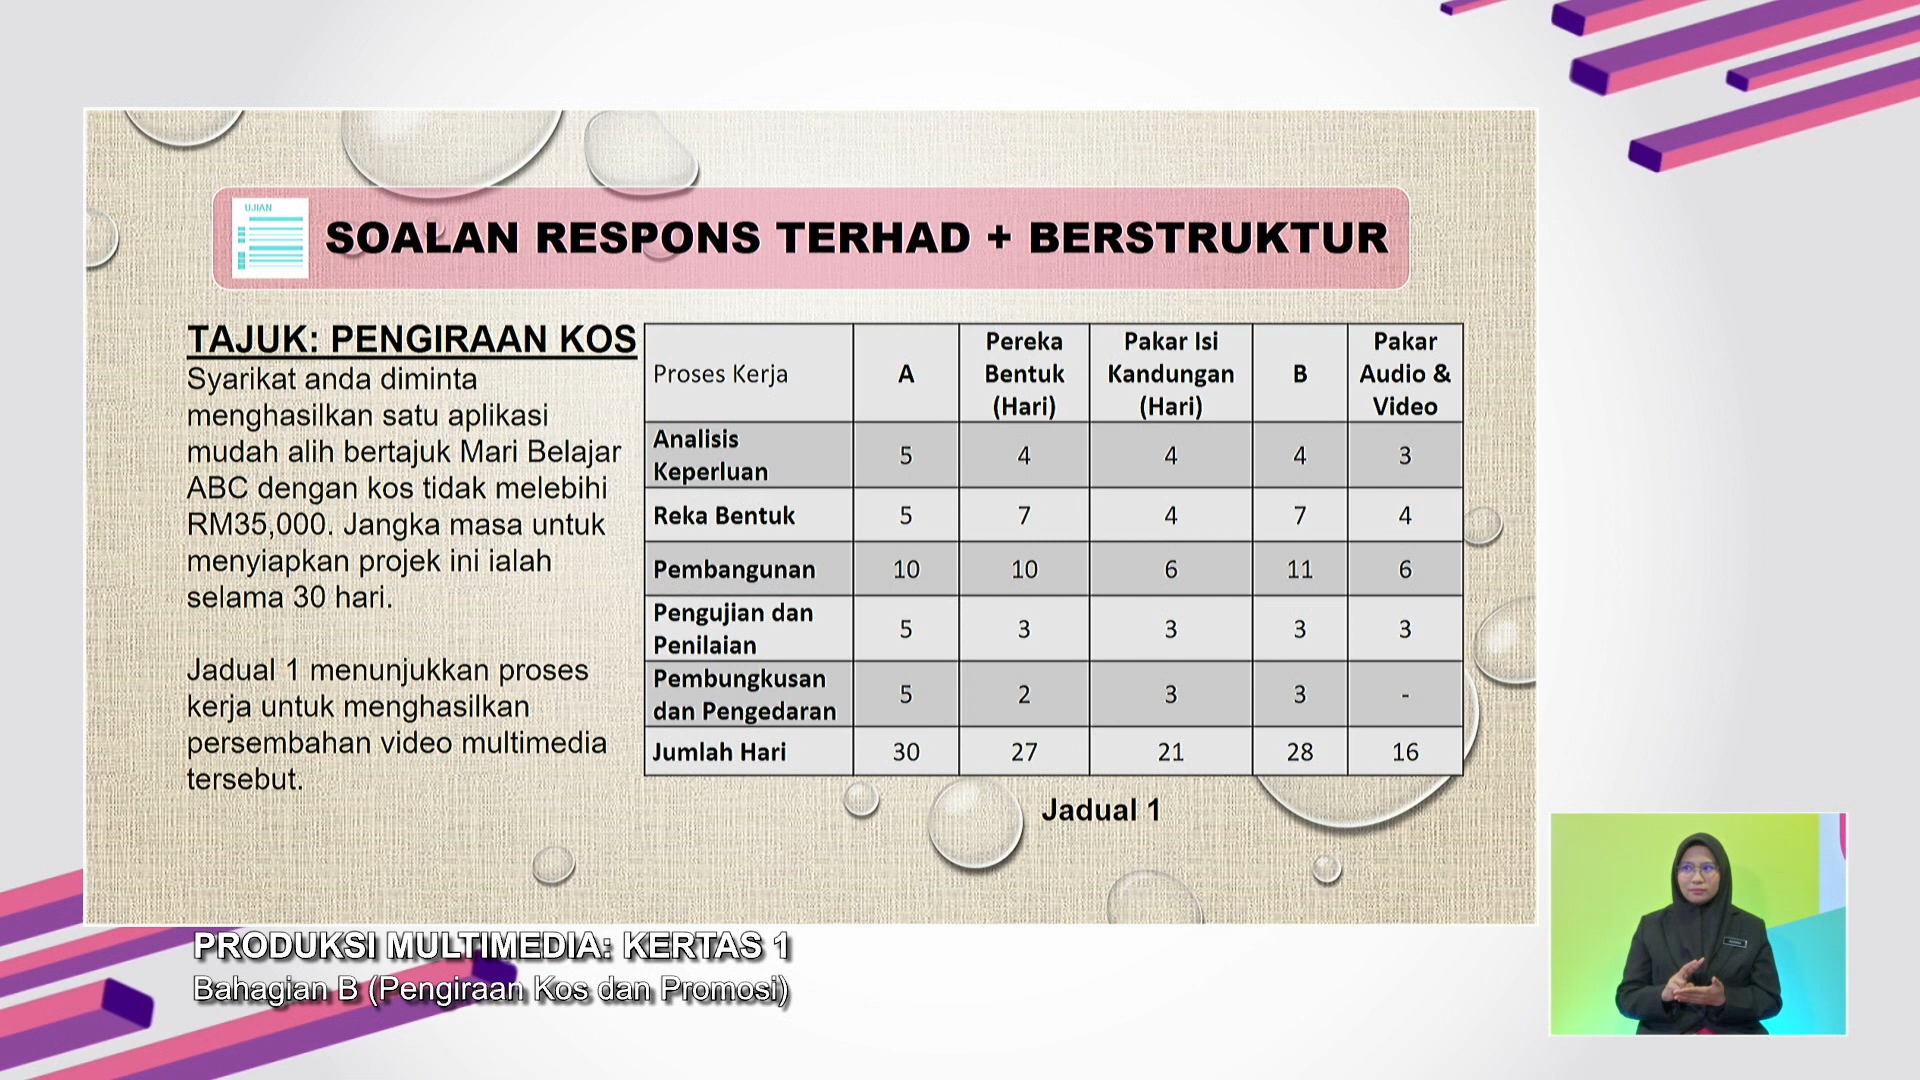 UJIAN
SOALAN RESPONS TERHAD + BERSTRUKTUR
TAJUK: PENGIRAAN KOS
Syarikat anda diminta
menghasilkan satu aplikasi
mudah alih bertajuk Mari Belajar
ABC dengan kos tidak melebihi
RM35,000. Jangka masa untuk
menyiapkan projek ini ialah
selama 30 hari.
Jadual 1 menunjukkan proses
kerja untuk menghasilkan
persembahan video multimedia
tersebut.
Proses Kerja
A
Pereka
Bentuk
(Hari)
Pakar Isi
Kandungan
(Hari)
B
Pakar
Audio &
Video
Analisis
Keperluan
5 4 4 4 3
Reka Bentuk 5 7 4 7 4
Pembangunan 10 10 6 11 6
Pengujian dan
Penilaian
5 3 3 3 3
Pembungkusan
dan Pengedaran
5 2 3 3 -
Jumlah Hari 30 27 21 28 16
Jadual 1
PRODUKSI MULTIMEDIA: KERTAS 1
Bahagian B (Pengiraan Kos dan Promosi)